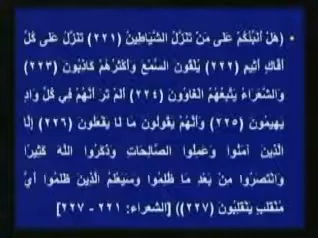 • (هَلْ أُنَبِّئُكُمْ عَلَى مَنْ تَنَزَّلُ الشَّيَاطِينُ (٢٢١) تَنَزَّلُ عَلَى كُلِّ
أَفَّاكٍ أَثِيمٍ (٢٢٢) يُلْقُونَ السَّمْعَ وَأَكْثَرُهُمْ كَاذِبُونَ (٢٢٣)
وَالشُّعَرَاءُ يَتَّبِعُهُمُ الْغَاوُونَ (٢٢٤) أَلَمْ تَرَ أَنَّهُمْ فِي كُلِّ وَادٍ
يَهِيمُونَ (٢٢٥) وَأَنَّهُمْ يَقُولُونَ مَا لَا يَفْعَلُونَ (٢٢٦) إِلَّا
الَّذِينَ آمَنُوا وَعَمِلُوا الصَّالِحَاتِ وَذَكَرُوا اللَّهَ كَثِيرًا
وَانْتَصَرُوا مِنْ بَعْدِ مَا ظُلِمُوا وَسَيَعْلَمُ الَّذِينَ ظَلَمُوا أَيَّ
مُنْقَلَبٍ يَنْقَلِبُونَ (٢٢٧)) [الشعراء: ٢٢١ - ٢٢٧]